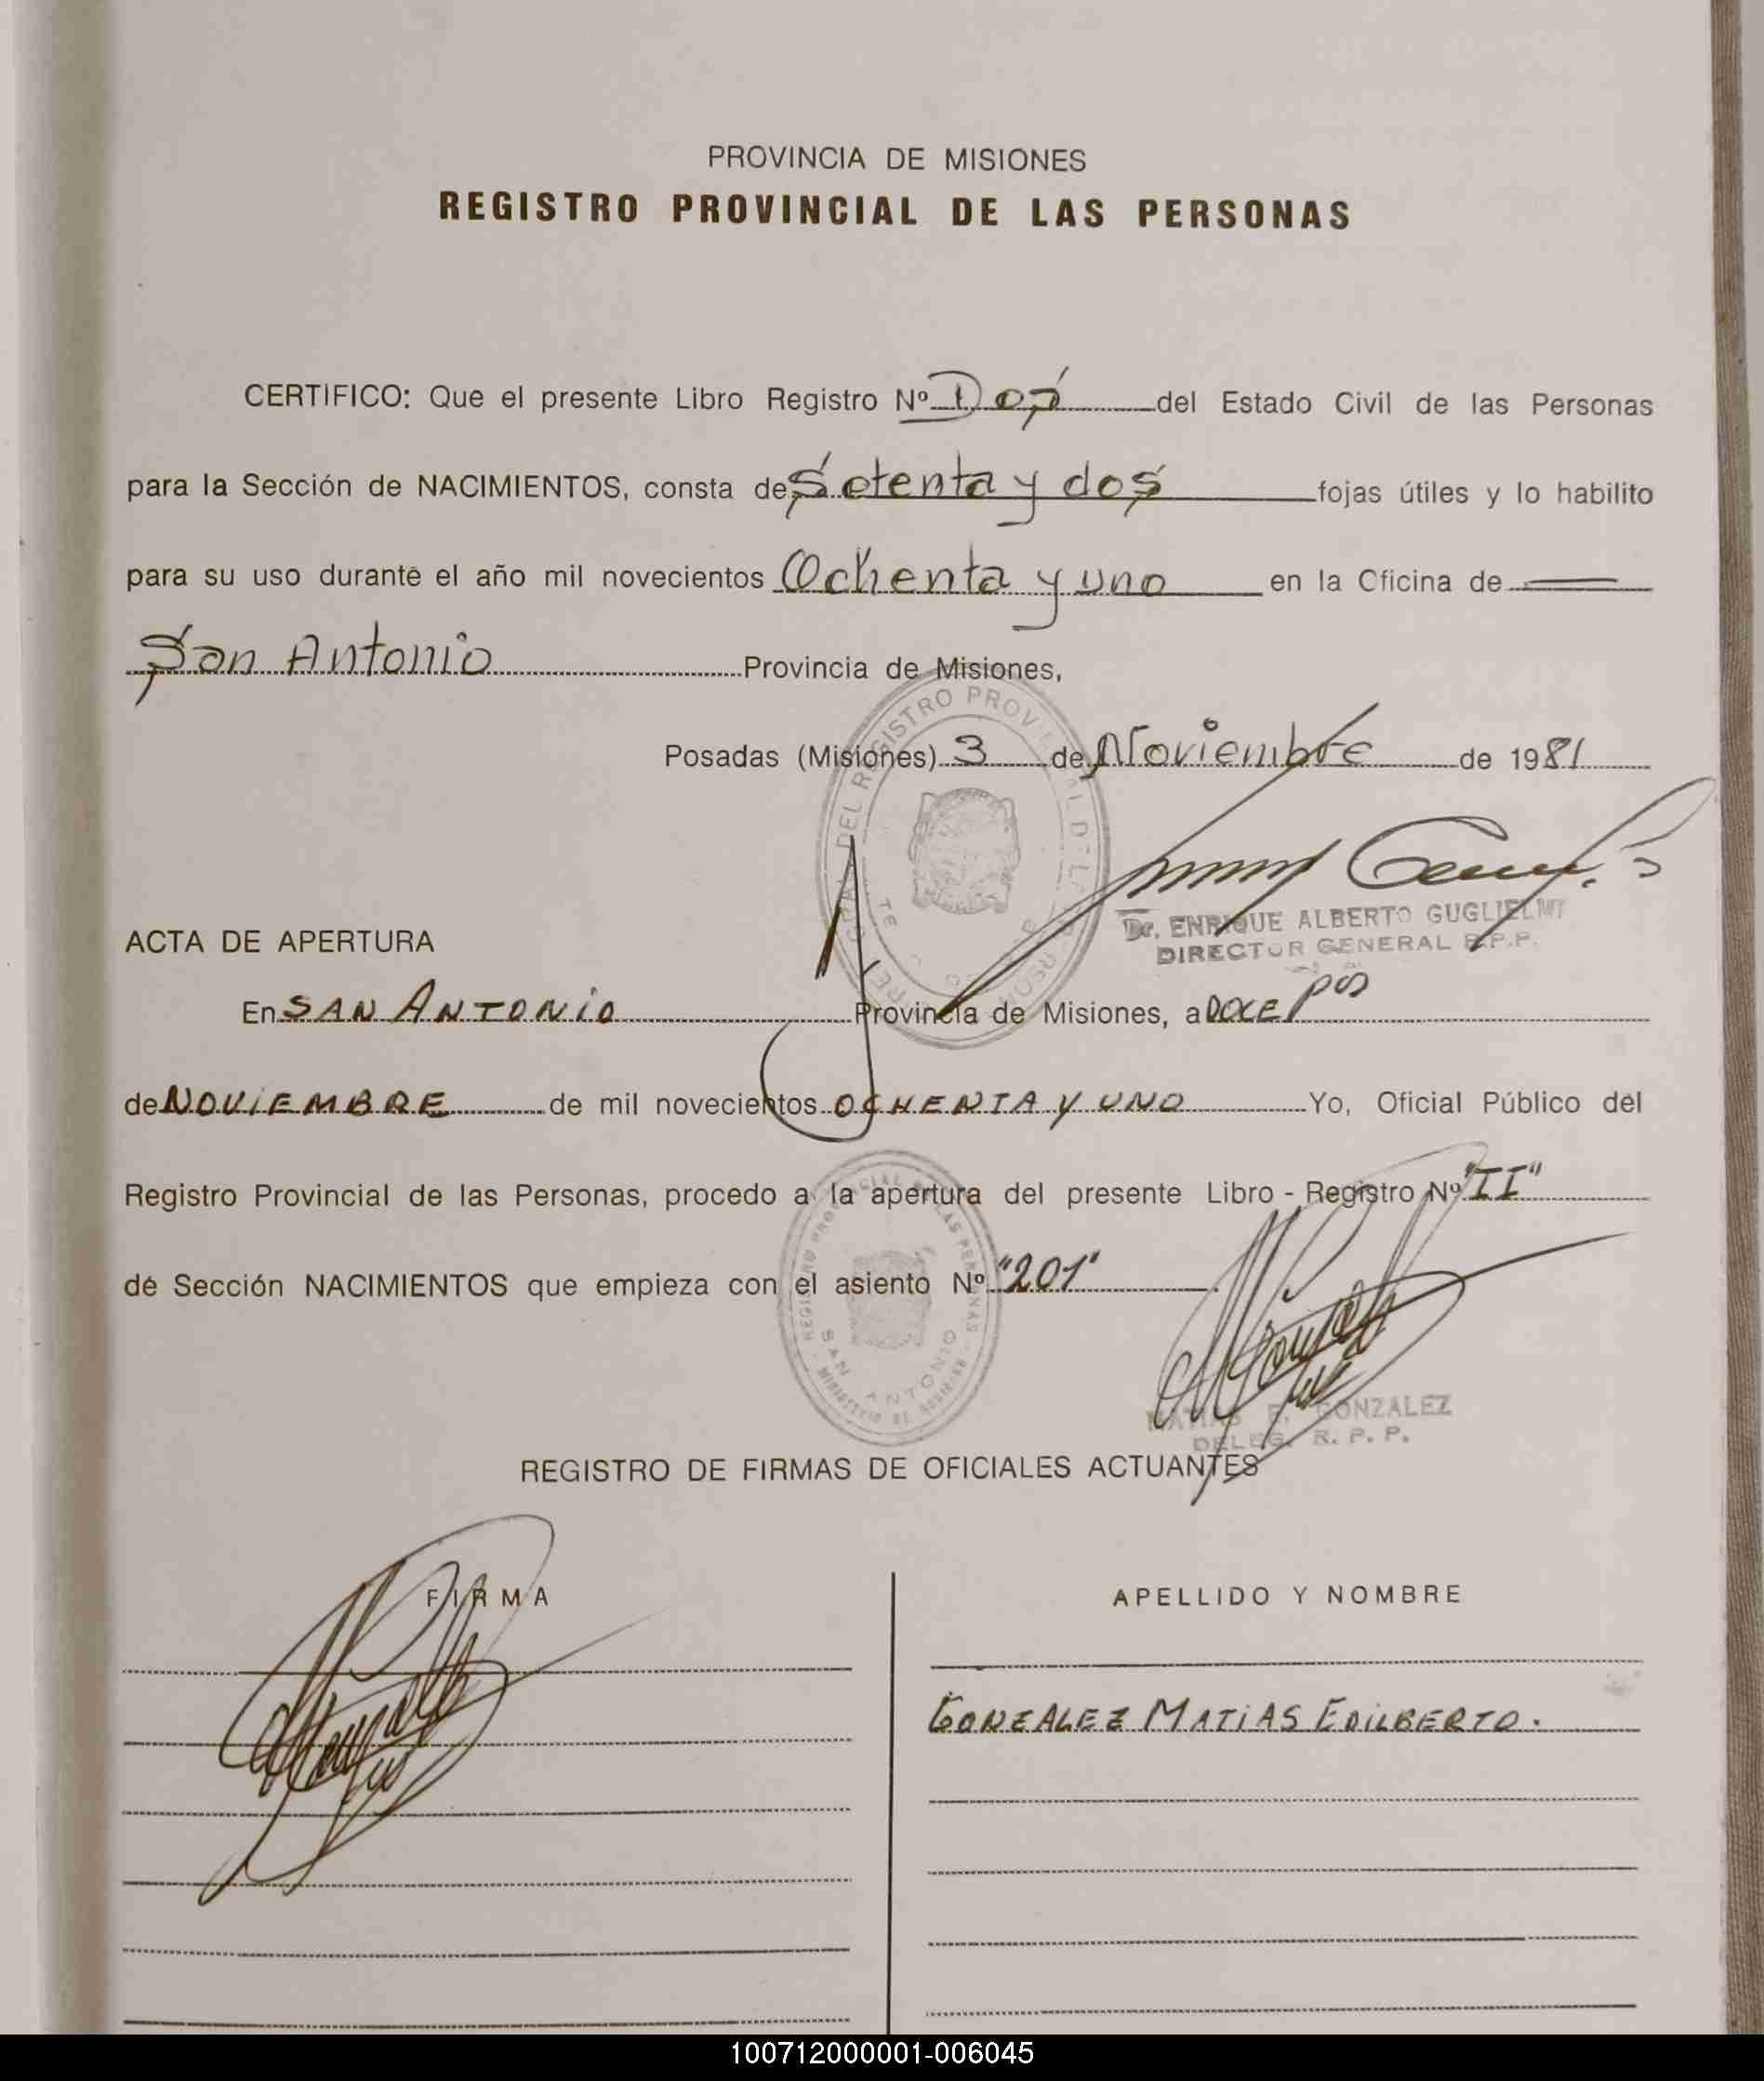 PROVINCIA DE MISIONES
REGISTRO PROVINCIAL DE LAS PERSONAS
CERTIFICO: Que el presente Libro Registro Nº Dos del Estado Civil de las Personas
para la Sección de NACIMIENTOS, consta de Setenta y dos fojas útiles y lo habilito
para su uso durante el año mil novecientos Ochenta y uno en la Oficina de
San Antonio Provincia de Misiones,
Posadas (Misiones) 3 de Noviembre de 1981
Dr. ENRIQUE ALBERTO GUGLIELMI
DIRECTOR GENERAL R.P.P.
ACTA DE APERTURA
En SAN ANTONIO Provincia de Misiones, a DOCE DIAS
de NOVIEMBRE de mil novecientos OCHENTA Y UNO Yo, Oficial Público del
Registro Provincial de las Personas, procedo a la apertura del presente Libro - Registro Nº "II"
de Sección NACIMIENTOS que empieza con el asiento Nº "201"
SAN ANTONIO
MATIAS E. GONZALEZ
DELEG. R. P. P.
REGISTRO DE FIRMAS DE OFICIALES ACTUANTES
FIRMA
APELLIDO Y NOMBRE
GONZALEZ MATIAS EDILBERTO.
100712000001-006045